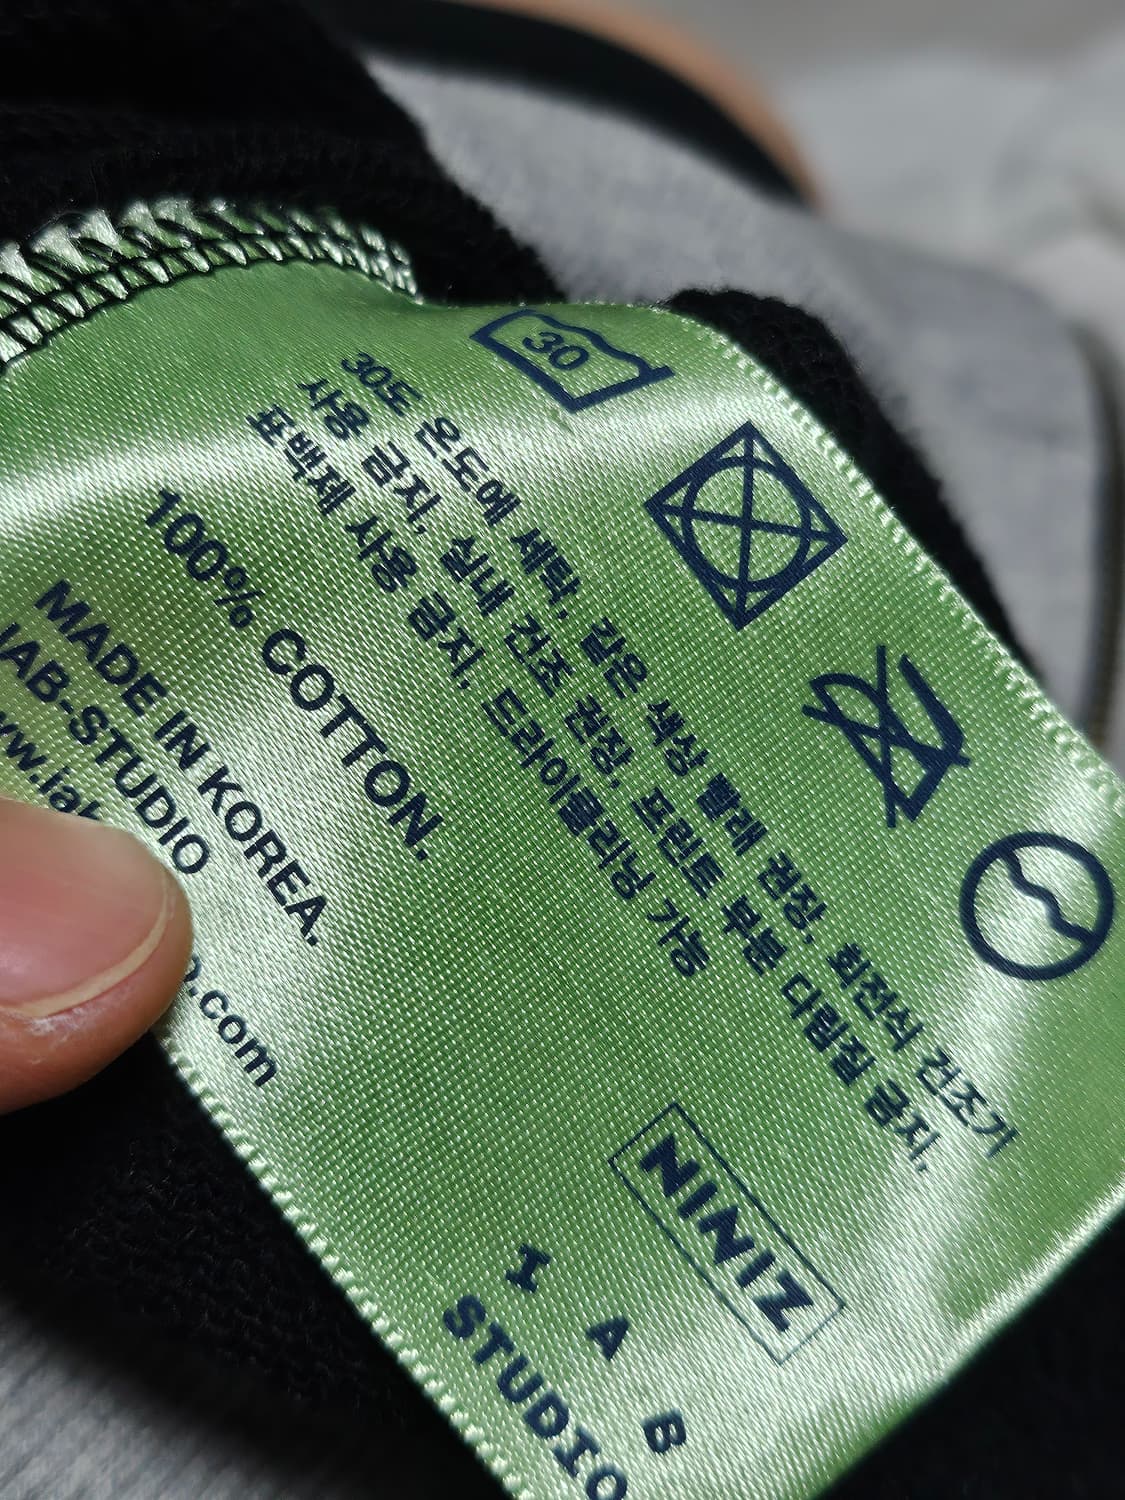 30
30도 온도에 세탁, 같은 색상 빨래 권장, 회전식 건조기
사용 금지, 실내 건조 권장, 프린트 부분 다림질 금지,
표백제 사용 금지, 드라이클리닝 가능
100% COTTON.
MADE IN KOREA.
IAB-STUDIO
.com
NINIZ
I A B
STUDIO